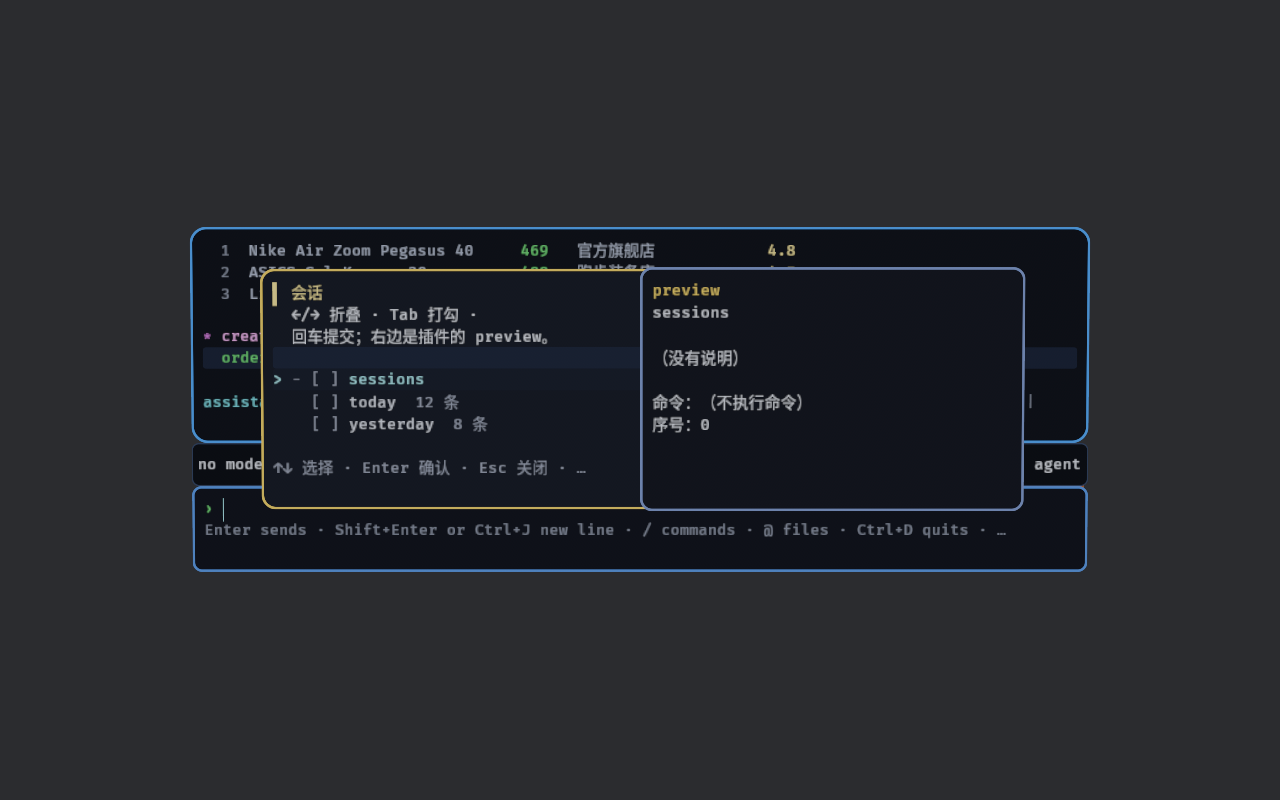 1 Nike Air Zoom Pegasus 40 469 官方旗舰店 4.8
2
3 L
* crea
orde
assist
会话
←/→ 折叠 · Tab 打勾 ·
回车提交; 右边是插件的 preview。
> - [ ] sessions
[ ] today 12 条
[ ] yesterday 8 条
↑↓ 选择 · Enter 确认 · Esc 关闭 · …
preview
sessions
（没有说明）
命令: （不执行命令）
序号: 0
no mode
agent
›
Enter sends · Shift+Enter or Ctrl+J new line · / commands · @ files · Ctrl+D quits · …